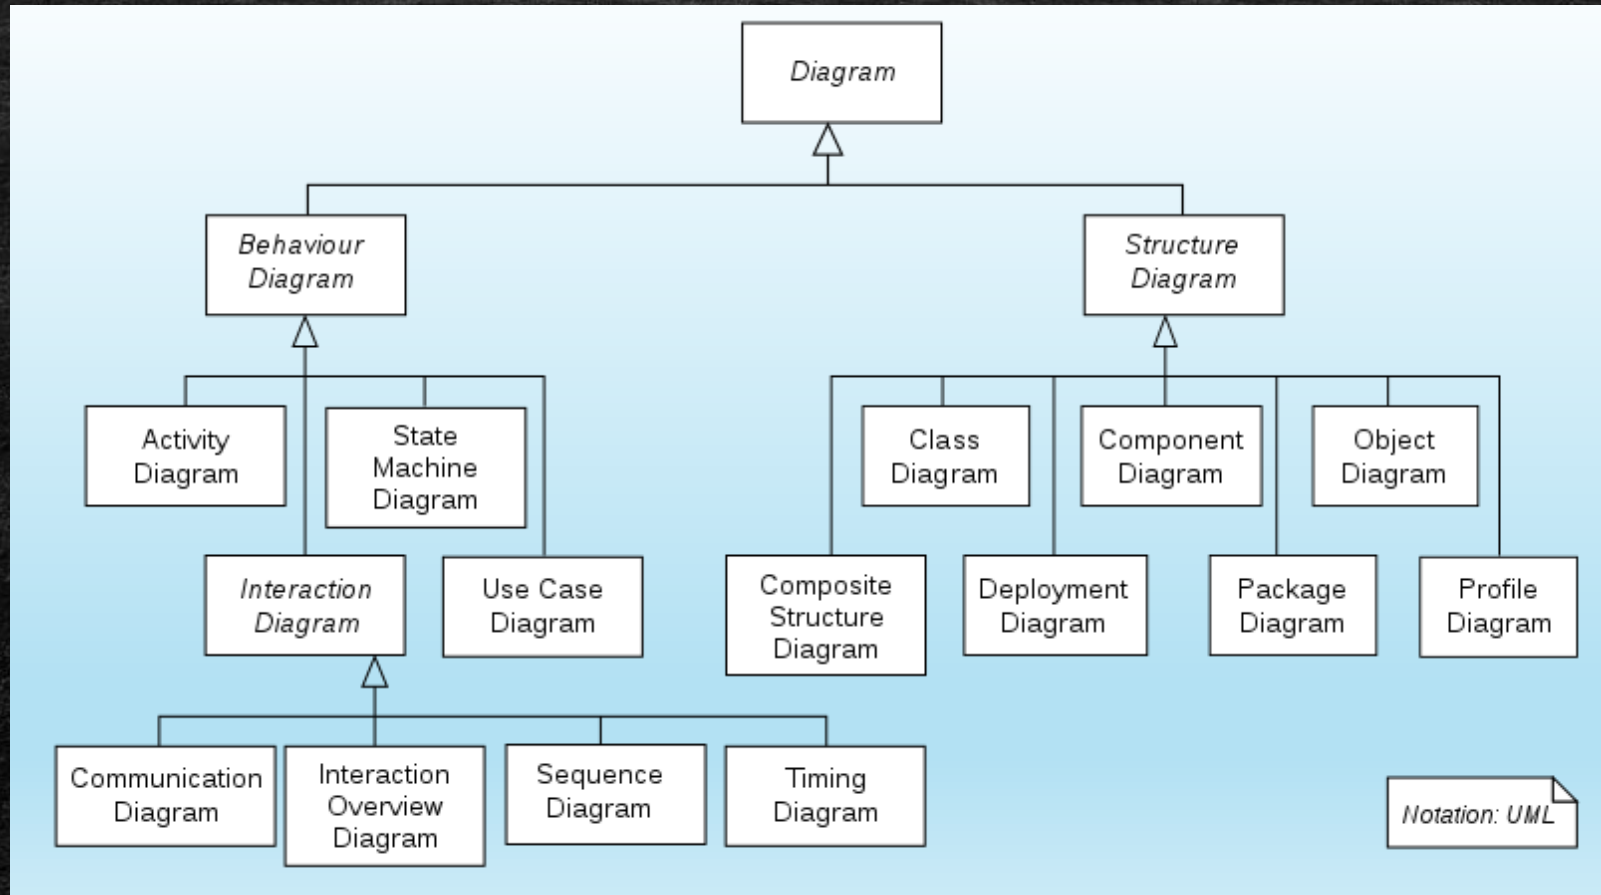 Diagram
Behaviour
Diagram
Structure
Diagram
Activity
Diagram
State
Machine
Diagram
Class
Diagram
Component
Diagram
Object
Diagram
Interaction
Diagram
Use Case
Diagram
Composite
Structure
Diagram
Deployment
Diagram
Package
Diagram
Profile
Diagram
Communication
Diagram
Interaction
Overview
Diagram
Sequence
Diagram
Timing
Diagram
Notation: UML